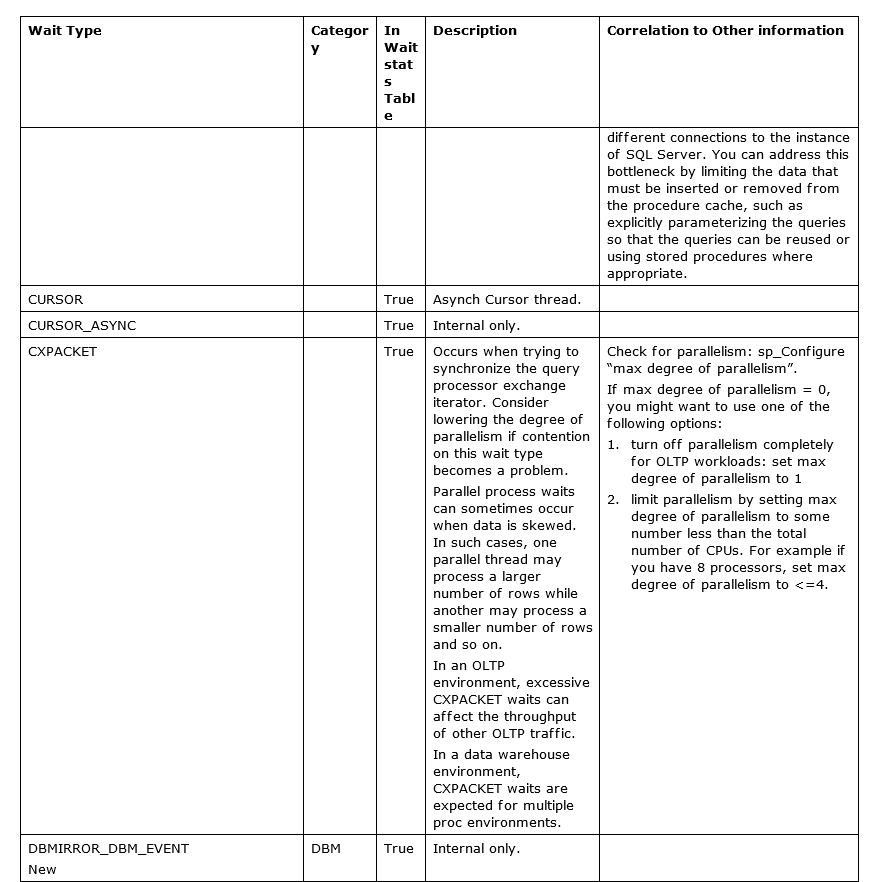 Wait Type
Categor
y
In
Wait
stat
s
Tabl
e
Description
Correlation to Other information
different connections to the instance
of SQL Server. You can address this
bottleneck by limiting the data that
must be inserted or removed from
the procedure cache, such as
explicitly parameterizing the queries
so that the queries can be reused or
using stored procedures where
appropriate.
CURSOR
True
Asynch Cursor thread.
CURSOR_ASYNC
True
Internal only.
CXPACKET
True
Occurs when trying to
synchronize the query
processor exchange
iterator. Consider
lowering the degree of
parallelism if contention
on this wait type
becomes a problem.
Parallel process waits
can sometimes occur
when data is skewed.
In such cases, one
parallel thread may
process a larger
number of rows while
another may process a
smaller number of rows
and so on.
In an OLTP
environment, excessive
CXPACKET waits can
affect the throughput
of other OLTP traffic.
In a data warehouse
environment,
CXPACKET waits are
expected for multiple
proc environments.
Check for parallelism: sp_Configure
“max degree of parallelism”.
If max degree of parallelism = 0,
you might want to use one of the
following options:
1. turn off parallelism completely
for OLTP workloads: set max
degree of parallelism to 1
2. limit parallelism by setting max
degree of parallelism to some
number less than the total
number of CPUs. For example if
you have 8 processors, set max
degree of parallelism to <=4.
DBMIRROR_DBM_EVENT
New
DBM
True
Internal only.